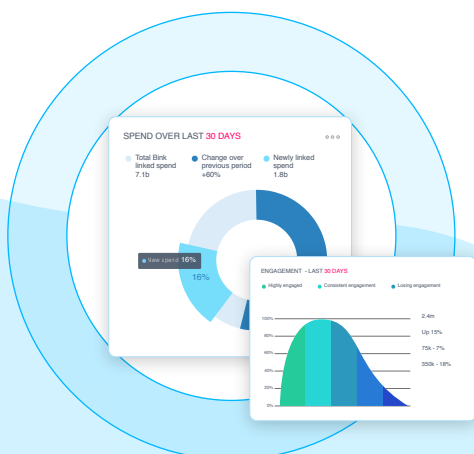 SPEND OVER LAST 30 DAYS
Total Bink
linked spend
7.1b
Change over
previous period
+60%
Newly linked
spend
1.8b
New spend 16%
16%
ENGAGEMENT - LAST 30 DAYS
Highly engaged
Consistent engagement
Losing engagement
100%
80%
60%
40%
20%
0%
2.4m
Up 15%
75k - 7%
350k - 18%